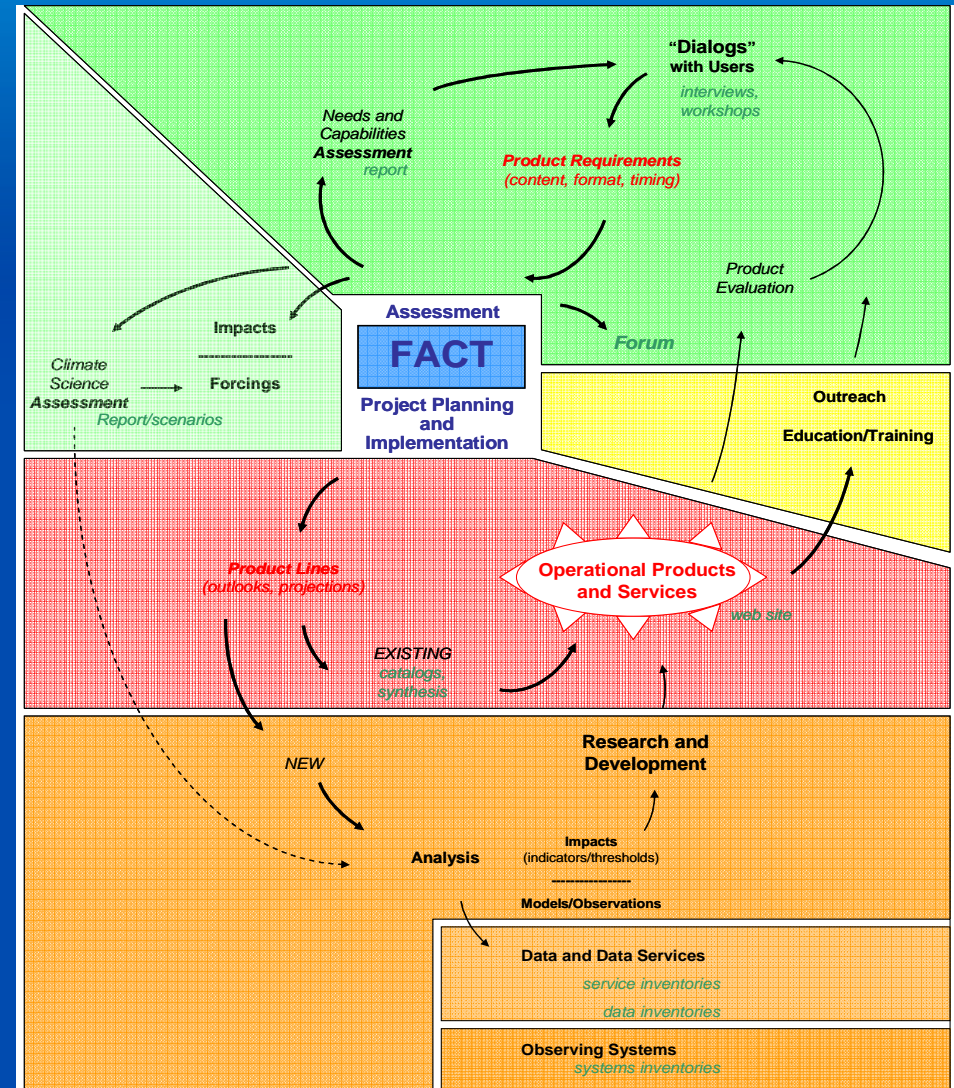 “Dialogs”
with Users
interviews,
workshops
Needs and
Capabilities
Assessment
report
Product Requirements
(content, format, timing)
Product
Evaluation
Forum
Impacts
Forcings
Climate
Science
Assessment
Report/scenarios
Assessment
FACT
Project Planning
and
Implementation
Outreach
Education/Training
Product Lines
(outlooks, projections)
Operational Products
and Services
web site
EXISTING
catalogs,
synthesis
NEW
Research and
Development
Analysis
Impacts
(indicators/thresholds)
-----------------
Models/Observations
Data and Data Services
service inventories
data inventories
Observing Systems
systems inventories